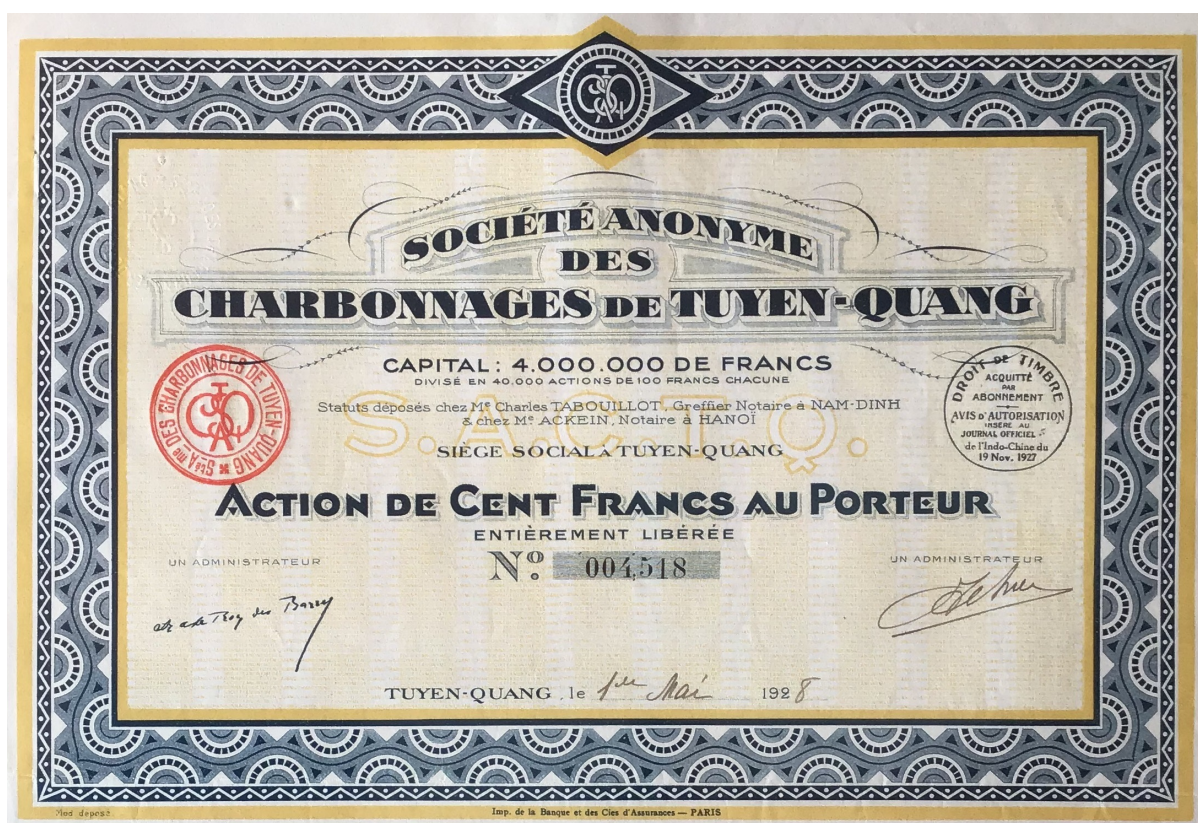 SOCIÉTÉ ANONYME
DES
CHARBONNAGES DE TUYEN-QUANG
CAPITAL: 4.000.000 DE FRANCS
DIVISÉ EN 40.000 ACTIONS DE 100 FRANCS CHACUNE
S.A.C.T.Q.
Statuts déposés chez Me Charles TABOUILLOT, Greffier Notaire à NAM-DINH
& chez Me ACKEIN, Notaire à HANOÏ
SIÈGE SOCIAL À TUYEN-QUANG
Sté Ame DES CHARBONNAGES DE TUYEN-QUANG
DROIT DE TIMBRE
ACQUITTÉ
PAR
ABONNEMENT
AVIS d'AUTORISATION
INSÉRÉ AU
JOURNAL OFFICIEL
de l'Indo-Chine du
19 Nov. 1927
ACTION DE CENT FRANCS AU PORTEUR
ENTIÈREMENT LIBÉRÉE
No. 004,518
UN ADMINISTRATEUR
UN ADMINISTRATEUR
TUYEN-QUANG, le 1er Mai 1928
Mod déposé
Imp. de la Banque et des Cies d'Assurances — PARIS